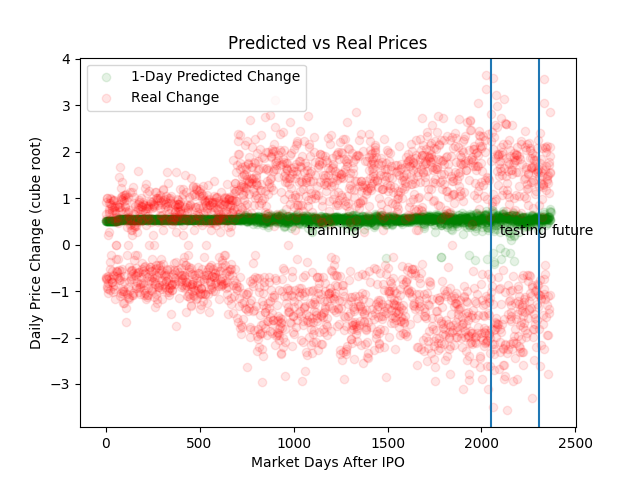 Predicted vs Real Prices
4
3
2
1
0
−1
−2
−3
Daily Price Change (cube root)
1-Day Predicted Change
Real Change
training
testing
future
0
500
1000
1500
2000
2500
Market Days After IPO